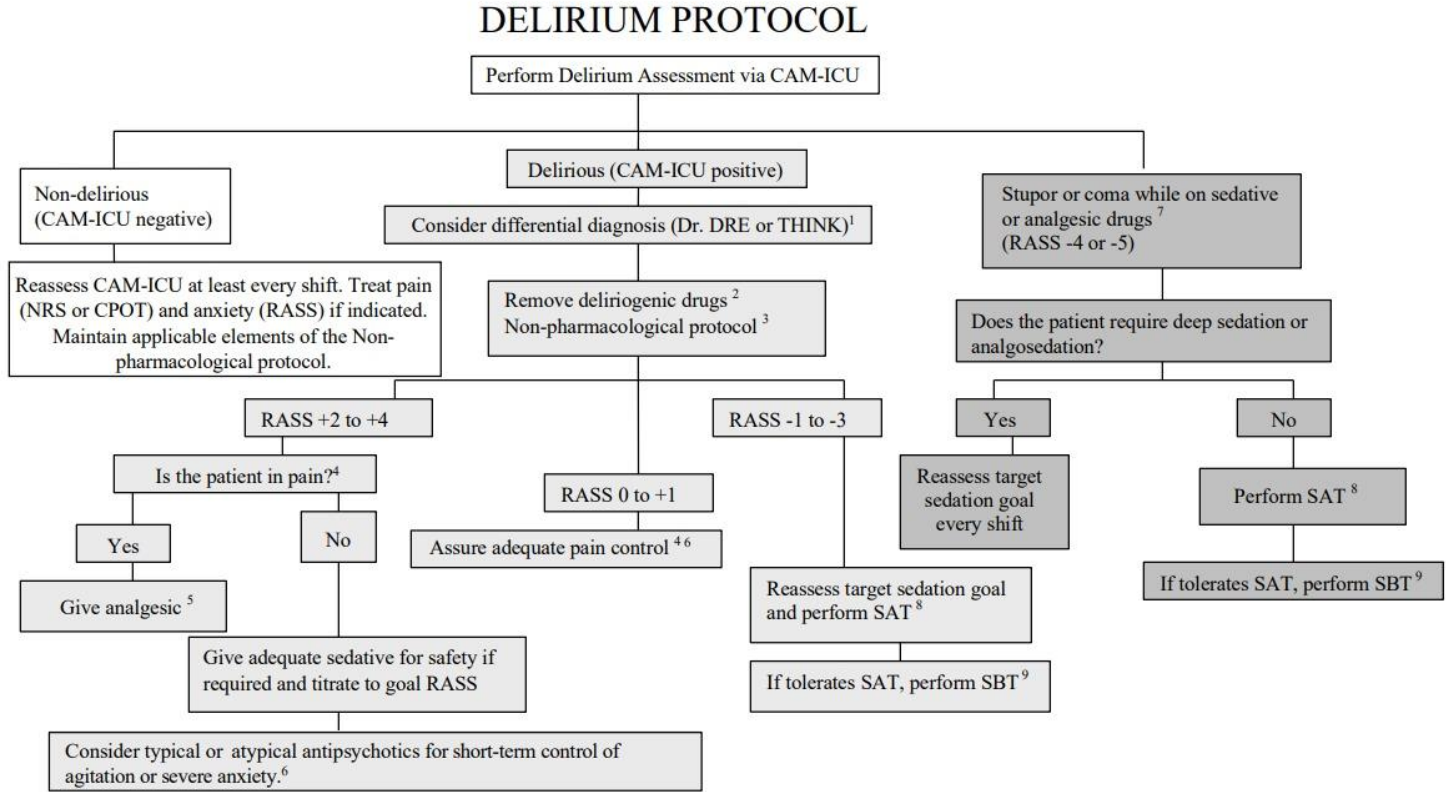 DELIRIUM PROTOCOL
Perform Delirium Assessment via CAM-ICU
Non-delirious
(CAM-ICU negative)
Reassess CAM-ICU at least every shift. Treat pain
(NRS or CPOT) and anxiety (RASS) if indicated.
Maintain applicable elements of the Non-
pharmacological protocol.
Delirious (CAM-ICU positive)
Consider differential diagnosis (Dr. DRE or THINK)¹
Remove deliriogenic drugs ²
Non-pharmacological protocol ³
RASS +2 to +4
Is the patient in pain?⁴
Yes
Give analgesic ⁵
No
Give adequate sedative for safety if
required and titrate to goal RASS
Consider typical or atypical antipsychotics for short-term control of
agitation or severe anxiety.⁶
RASS 0 to +1
Assure adequate pain control ⁴ ⁶
RASS -1 to -3
Reassess target sedation goal
and perform SAT ⁸
If tolerates SAT, perform SBT ⁹
Stupor or coma while on sedative
or analgesic drugs ⁷
(RASS -4 or -5)
Does the patient require deep sedation or
analgosedation?
Yes
Reassess target
sedation goal
every shift
No
Perform SAT ⁸
If tolerates SAT, perform SBT ⁹